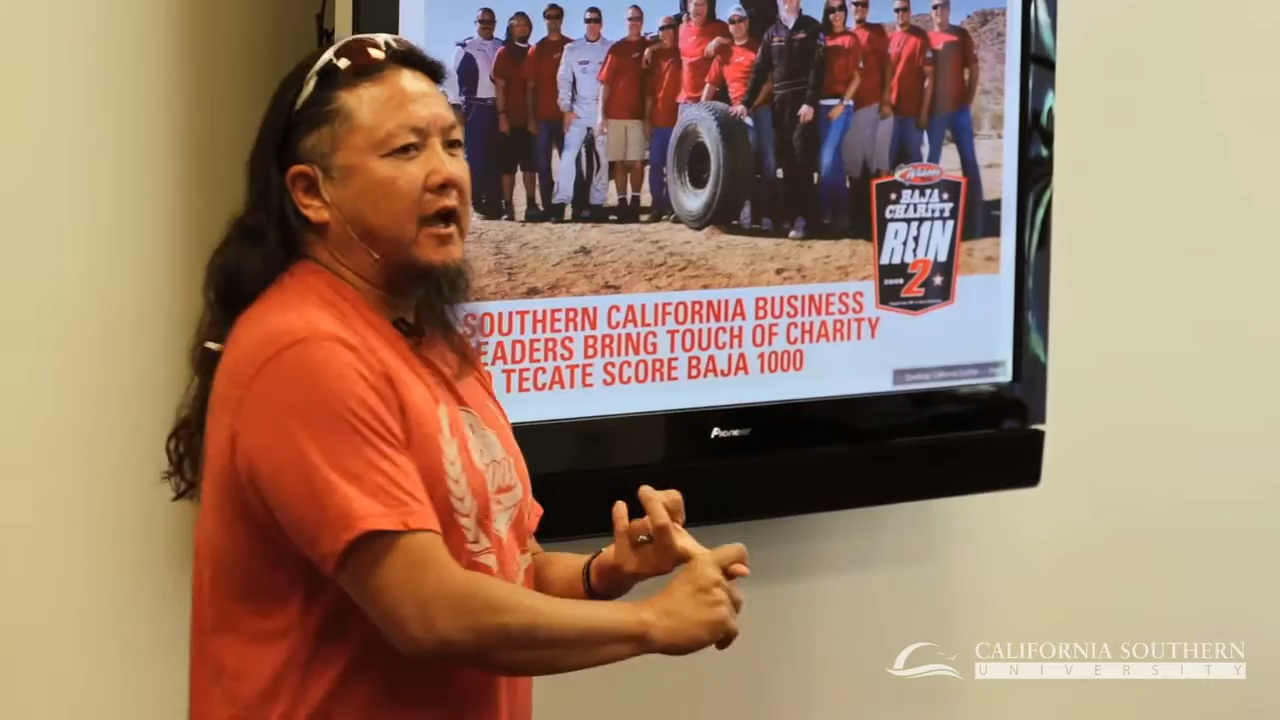 BAJA
CHARITY
RUN
2
SOUTHERN CALIFORNIA BUSINESS
EADERS BRING TOUCH OF CHARITY
TECATE SCORE BAJA 1000
Pioneer
CALIFORNIA SOUTHERN
UNIVERSITY